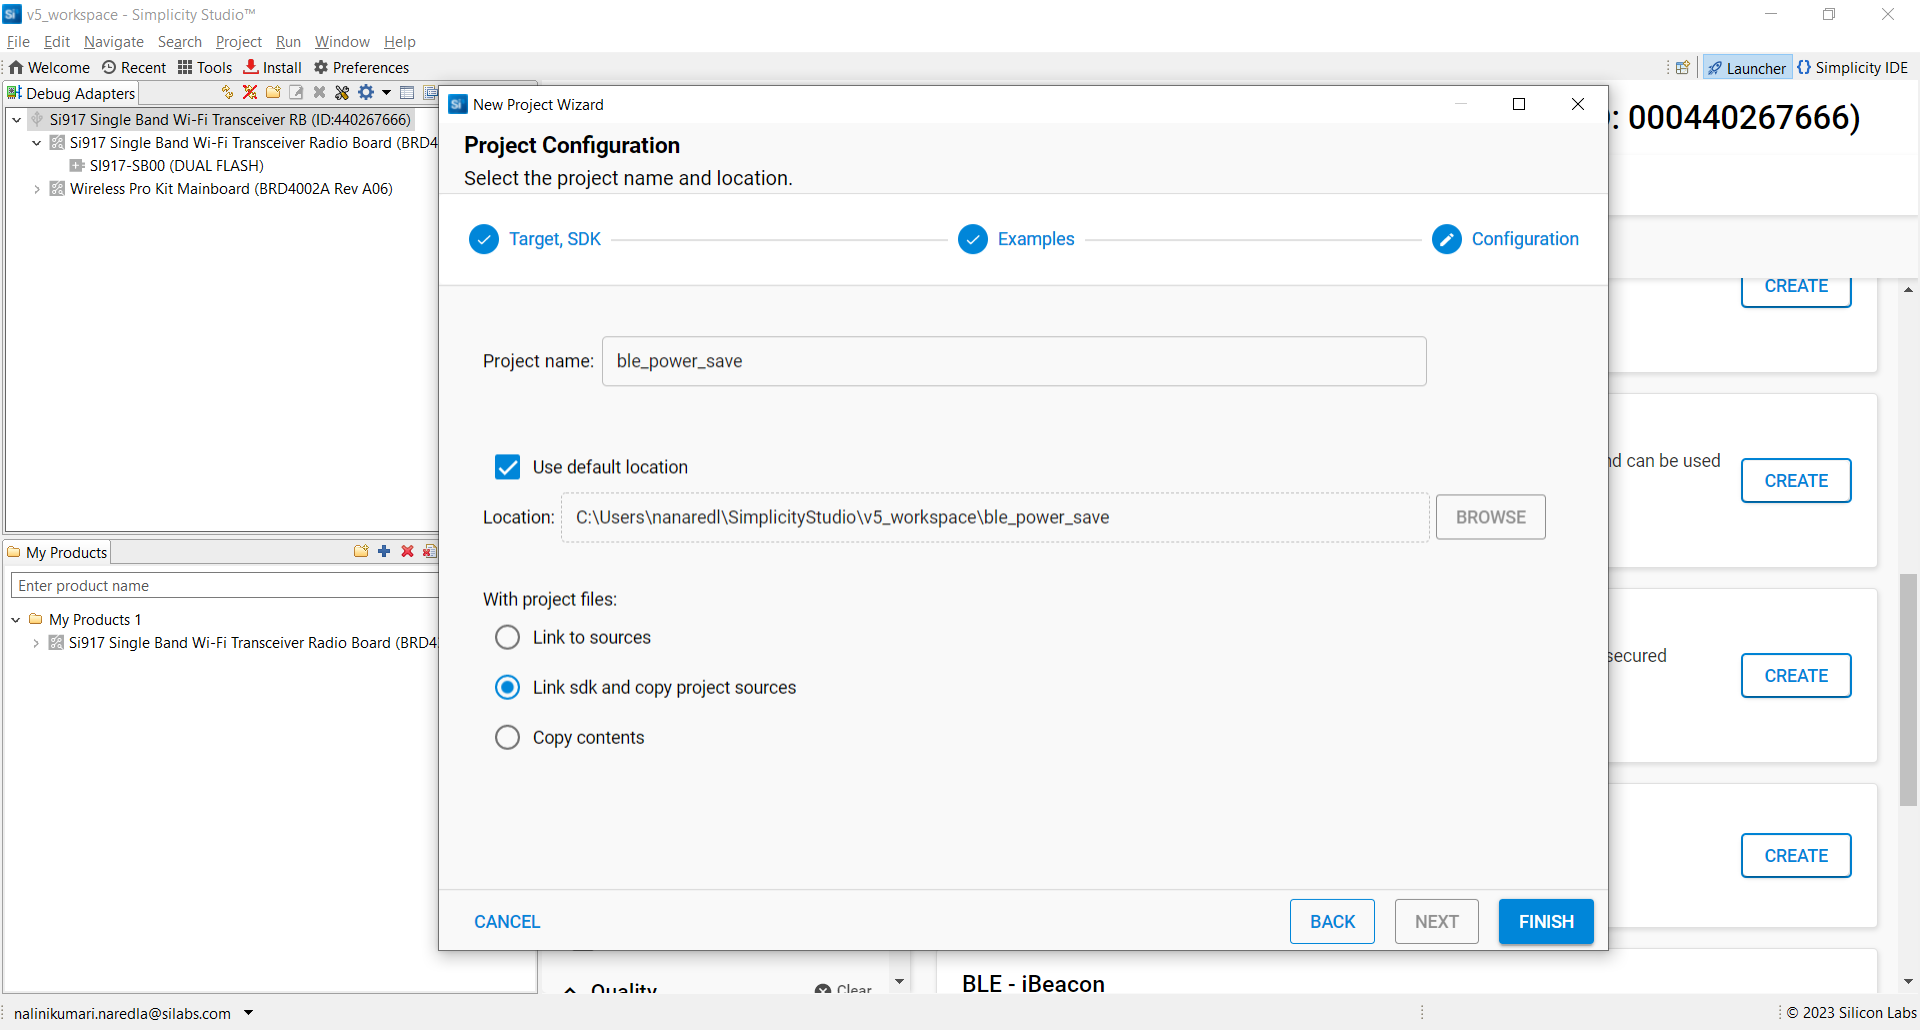 v5_workspace - Simplicity Studio™
File Edit Navigate Search Project Run Window Help
Welcome Recent Tools Install Preferences
Launcher {} Simplicity IDE
Debug Adapters
Si917 Single Band Wi-Fi Transceiver RB (ID:440267666)
Si917 Single Band Wi-Fi Transceiver Radio Board (BRD4
SI917-SB00 (DUAL FLASH)
Wireless Pro Kit Mainboard (BRD4002A Rev A06)
My Products
Enter product name
My Products 1
Si917 Single Band Wi-Fi Transceiver Radio Board (BRD4
Si New Project Wizard
Project Configuration
Select the project name and location.
Target, SDK Examples Configuration
Project name: ble_power_save
Use default location
Location: C:\Users\nanaredl\SimplicityStudio\v5_workspace\ble_power_save BROWSE
With project files:
Link to sources
Link sdk and copy project sources
Copy contents
CANCEL BACK NEXT FINISH
: 000440267666)
CREATE
nd can be used
CREATE
secured
CREATE
CREATE
Quality Clear
BLE - iBeacon
nalinikumari.naredla@silabs.com
© 2023 Silicon Labs